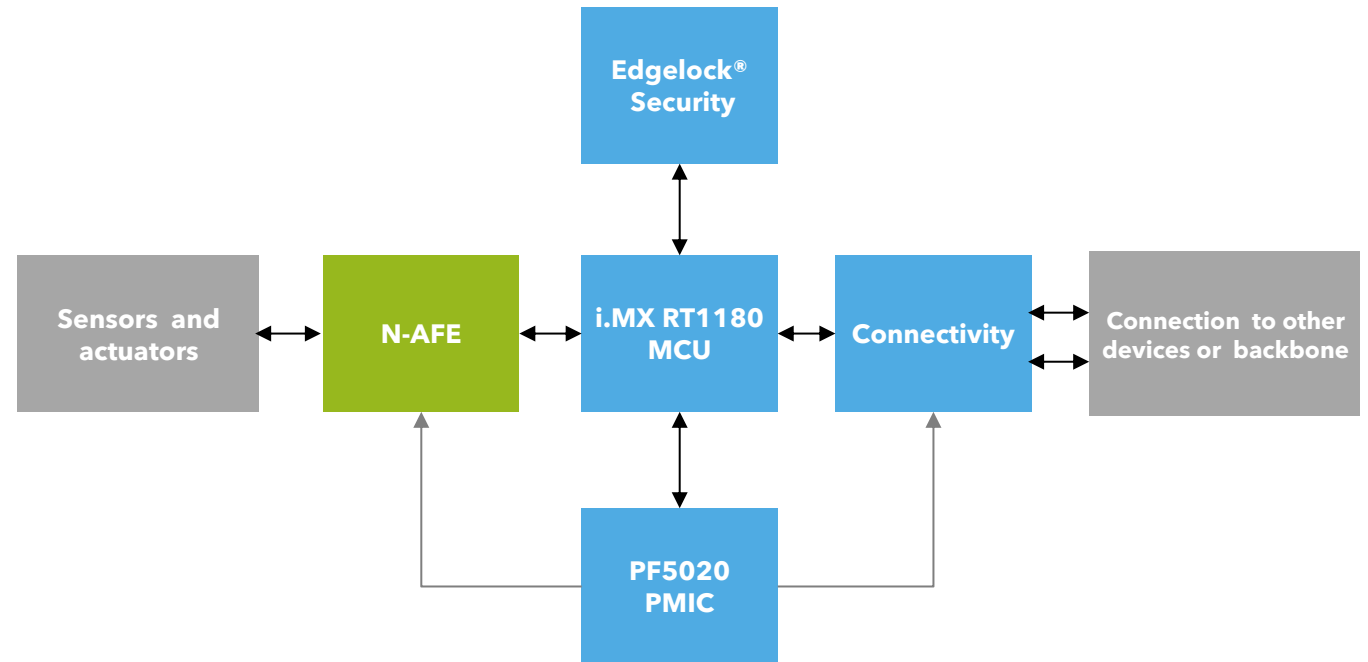 Edgelock®
Security
Sensors and
actuators
N-AFE
i.MX RT1180
MCU
Connectivity
Connection to other
devices or backbone
PF5020
PMIC